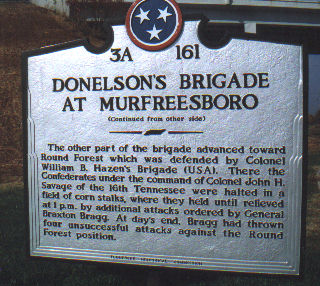 3A 161
DONELSON'S BRIGADE
AT MURFREESBORO
(Continued from other side)
The other part of the brigade advanced toward
Round Forest which was defended by Colonel
William B. Hazen's Brigade (USA). There the
Confederates under the command of Colonel John H.
Savage of the 16th Tennessee were halted in a
field of corn stalks, where they held until relieved
at 1 p.m. by additional attacks ordered by General
Braxton Bragg. At day's end, Bragg had thrown
four unsuccessful attacks against the Round
Forest position.
TENNESSEE HISTORICAL COMMISSION